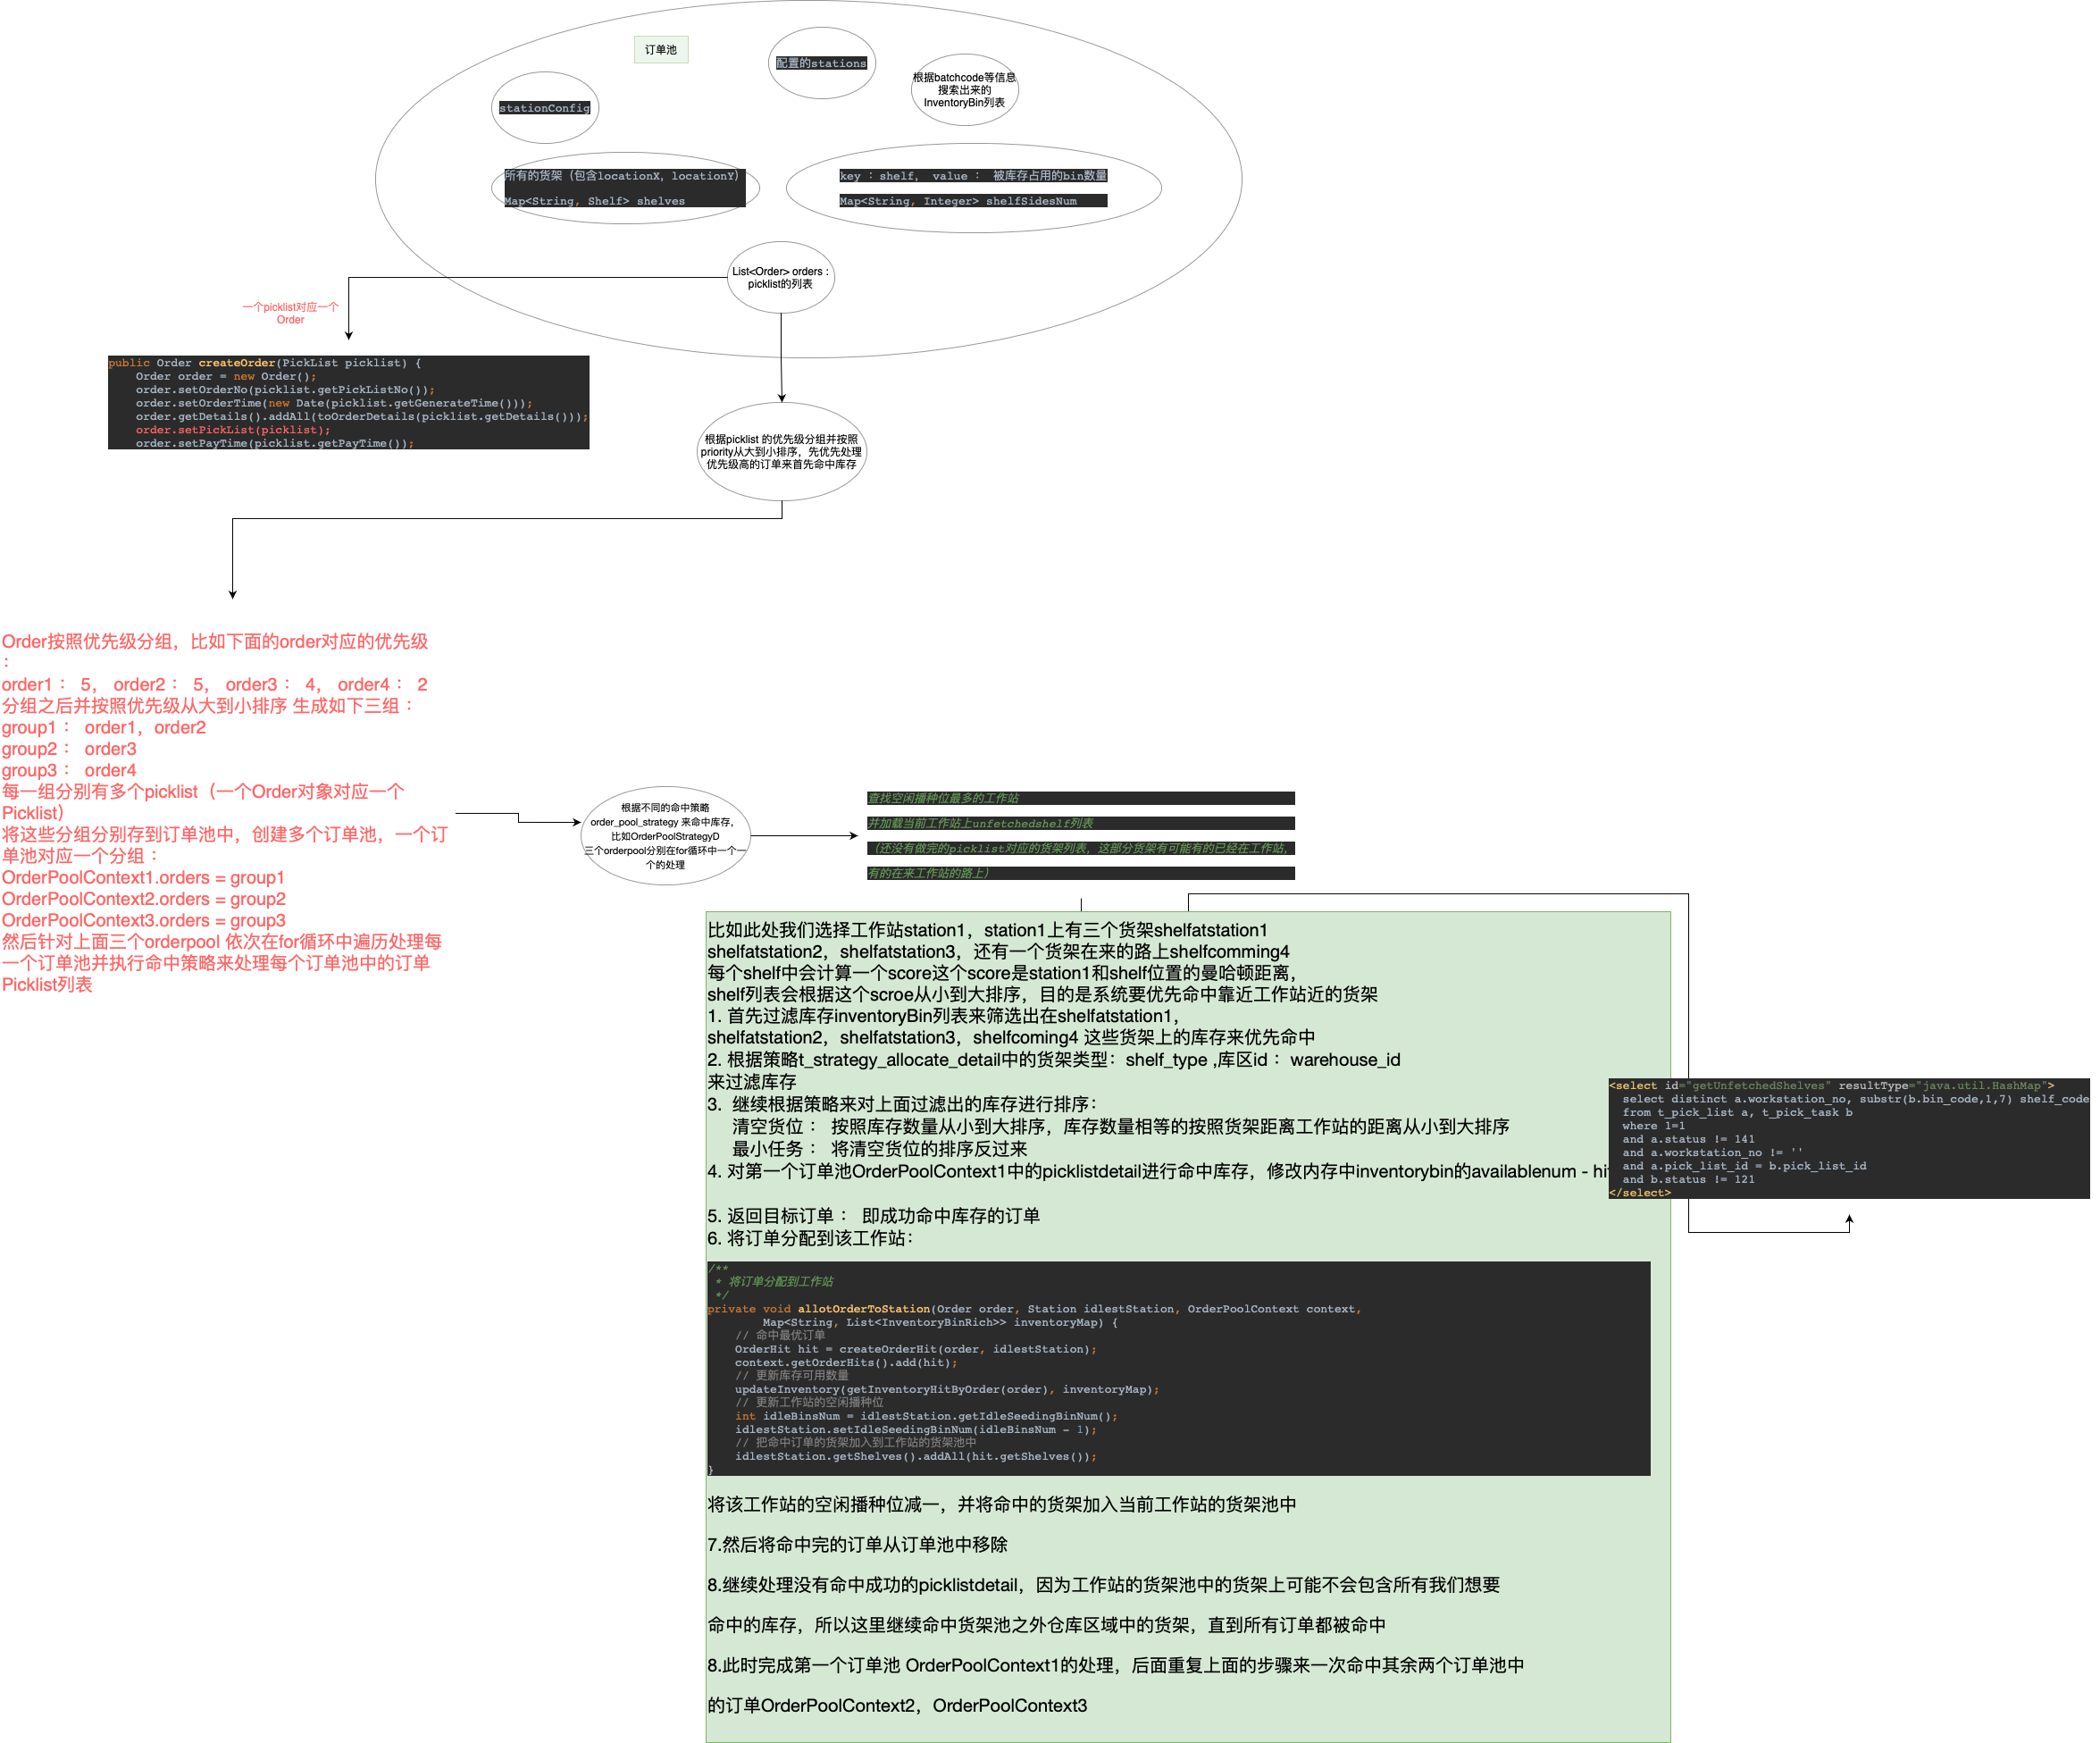 订单池
配置的stations
根据batchcode等信息
搜索出来的
InventoryBin列表
stationConfig
所有的货架（包含locationX，locationY）
Map<String, Shelf> shelves
key ：shelf， value ： 被库存占用的bin数量
Map<String, Integer> shelfSidesNum
List<Order> orders：
picklist的列表
一个picklist对应一个
Order
public Order createOrder(PickList picklist) {
Order order = new Order();
order.setOrderNo(picklist.getPickListNo());
order.setOrderTime(new Date(picklist.getGenerateTime()));
order.getDetails().addAll(toOrderDetails(picklist.getDetails()));
order.setPickList(picklist);
order.setPayTime(picklist.getPayTime());
根据picklist 的优先级分组并按照
priority从大到小排序，先优先处理
优先级高的订单来首先命中库存
Order按照优先级分组，比如下面的order对应的优先级
：
order1： 5， order2： 5， order3： 4， order4： 2
分组之后并按照优先级从大到小排序 生成如下三组：
group1： order1，order2
group2： order3
group3： order4
每一组分别有多个picklist（一个Order对象对应一个
Picklist）
将这些分组分别存到订单池中，创建多个订单池，一个订
单池对应一个分组：
OrderPoolContext1.orders = group1
OrderPoolContext2.orders = group2
OrderPoolContext3.orders = group3
然后针对上面三个orderpool 依次在for循环中遍历处理每
一个订单池并执行命中策略来处理每个订单池中的订单
Picklist列表
根据不同的命中策略
order_pool_strategy 来命中库存，
比如OrderPoolStrategyD
三个orderpool分别在for循环中一个一
个的处理
查找空闲播种位最多的工作站
并加载当前工作站上unfetchedshelf列表
（还没有做完的picklist对应的货架列表，这部分货架有可能有的已经在工作站，
有的在来工作站的路上）
比如此处我们选择工作站station1，station1上有三个货架shelfatstation1
shelfatstation2，shelfatstation3，还有一个货架在来的路上shelfcomming4
每个shelf中会计算一个score这个score是station1和shelf位置的曼哈顿距离，
shelf列表会根据这个scroe从小到大排序，目的是系统要优先命中靠近工作站近的货架
1. 首先过滤库存inventoryBin列表来筛选出在shelfatstation1，
shelfatstation2，shelfatstation3，shelfcoming4 这些货架上的库存来优先命中
2. 根据策略t_strategy_allocate_detail中的货架类型：shelf_type ,库区id： warehouse_id
来过滤库存
3. 继续根据策略来对上面过滤出的库存进行排序：
清空货位： 按照库存数量从小到大排序，库存数量相等的按照货架距离工作站的距离从小到大排序
最小任务： 将清空货位的排序反过来
4. 对第一个订单池OrderPoolContext1中的picklistdetail进行命中库存，修改内存中inventorybin的availablenum - hi
5. 返回目标订单： 即成功命中库存的订单
6. 将订单分配到该工作站：
/**
* 将订单分配到工作站
*/
private void allotOrderToStation(Order order, Station idlestStation, OrderPoolContext context,
Map<String, List<InventoryBinRich>> inventoryMap) {
// 命中最优订单
OrderHit hit = createOrderHit(order, idlestStation);
context.getOrderHits().add(hit);
// 更新库存可用数量
updateInventory(getInventoryHitByOrder(order), inventoryMap);
// 更新工作站的空闲播种位
int idleBinsNum = idlestStation.getIdleSeedingBinNum();
idlestStation.setIdleSeedingBinNum(idleBinsNum - 1);
// 把命中订单的货架加入到工作站的货架池中
idlestStation.getShelves().addAll(hit.getShelves());
}
将该工作站的空闲播种位减一，并将命中的货架加入当前工作站的货架池中
7.然后将命中完的订单从订单池中移除
8.继续处理没有命中成功的picklistdetail，因为工作站的货架池中的货架上可能不会包含所有我们想要
命中的库存，所以这里继续命中货架池之外仓库区域中的货架，直到所有订单都被命中
8.此时完成第一个订单池 OrderPoolContext1的处理，后面重复上面的步骤来一次命中其余两个订单池中
的订单OrderPoolContext2，OrderPoolContext3
<select id="getUnfetchedShelves" resultType="java.util.HashMap">
select distinct a.workstation_no, substr(b.bin_code,1,7) shelf_code
from t_pick_list a, t_pick_task b
where 1=1
and a.status != 141
and a.workstation_no != ''
and a.pick_list_id = b.pick_list_id
and b.status != 121
</select>